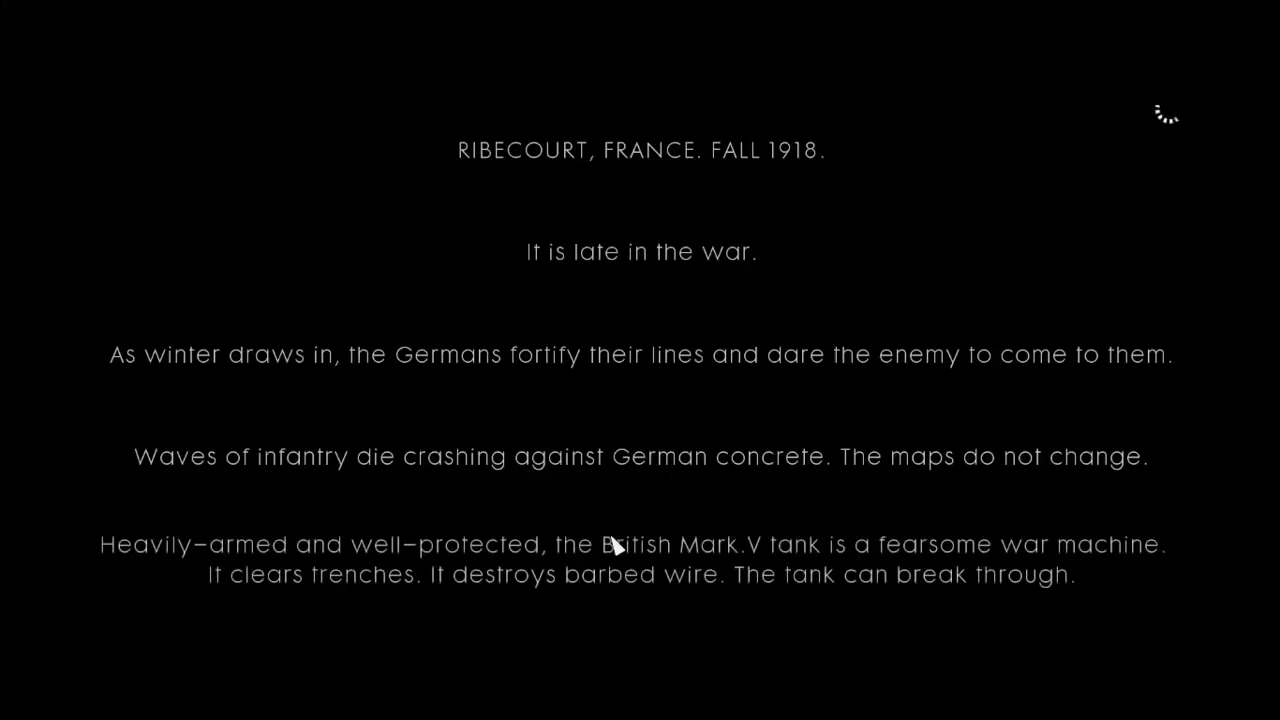 RIBECOURT, FRANCE. FALL 1918.
It is late in the war.
As winter draws in, the Germans fortify their lines and dare the enemy to come to them.
Waves of infantry die crashing against German concrete. The maps do not change.
Heavily-armed and well-protected, the British Mark.V tank is a fearsome war machine.
It clears trenches. It destroys barbed wire. The tank can break through.